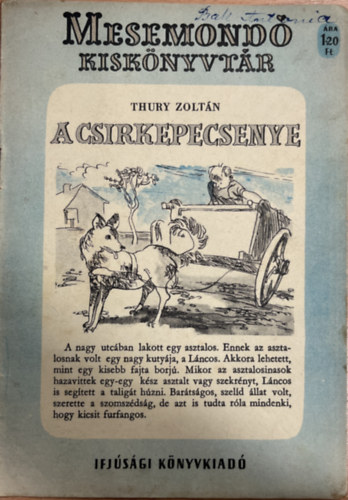 MESEMONDÓ
KISKÖNYVTÁR
ÁRA
1·20
Ft
THURY ZOLTÁN
A CSIRKEPECSENYE
A nagy utcában lakott egy asztalos. Ennek az aszta-
losnak volt egy nagy kutyája, a Láncos. Akkora lehetett,
mint egy kisebb fajta borjú. Mikor az asztalosinasok
hazavittek egy-egy kész asztalt vagy szekrényt, Láncos
is segített a taligát húzni. Barátságos, szelíd állat volt,
szerette a szomszédság, de azt is tudta róla mindenki,
hogy kicsit furfangos.
IFJÚSÁGI KÖNYVKIADÓ